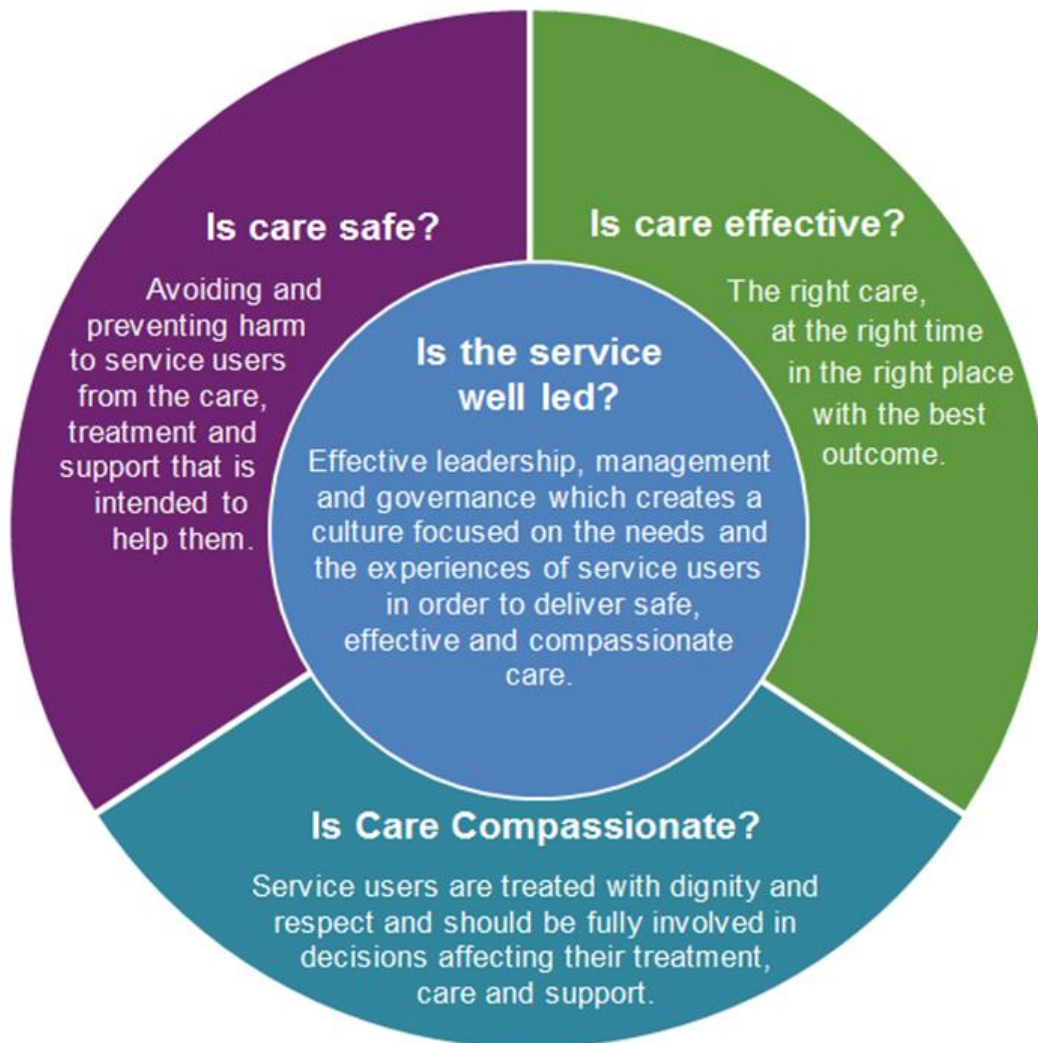 Is care safe?
Avoiding and
preventing harm
to service users
from the care,
treatment and
support that is
intended to
help them.
Is care effective?
The right care,
at the right time
in the right place
with the best
outcome.
Is the service
well led?
Effective leadership, management
and governance which creates a
culture focused on the needs and
the experiences of service users
in order to deliver safe,
effective and compassionate
care.
Is Care Compassionate?
Service users are treated with dignity and
respect and should be fully involved in
decisions affecting their treatment,
care and support.